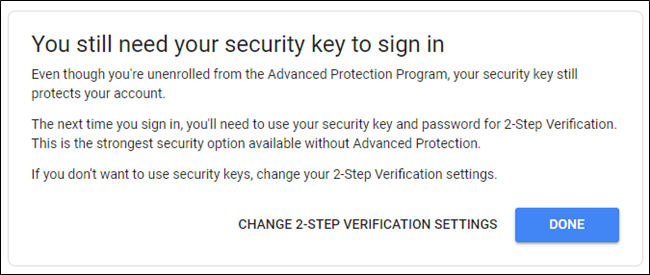 You still need your security key to sign in
Even though you're unenrolled from the Advanced Protection Program, your security key still
protects your account.
The next time you sign in, you'll need to use your security key and password for 2-Step Verification.
This is the strongest security option available without Advanced Protection.
If you don't want to use security keys, change your 2-Step Verification settings.
CHANGE 2-STEP VERIFICATION SETTINGS DONE